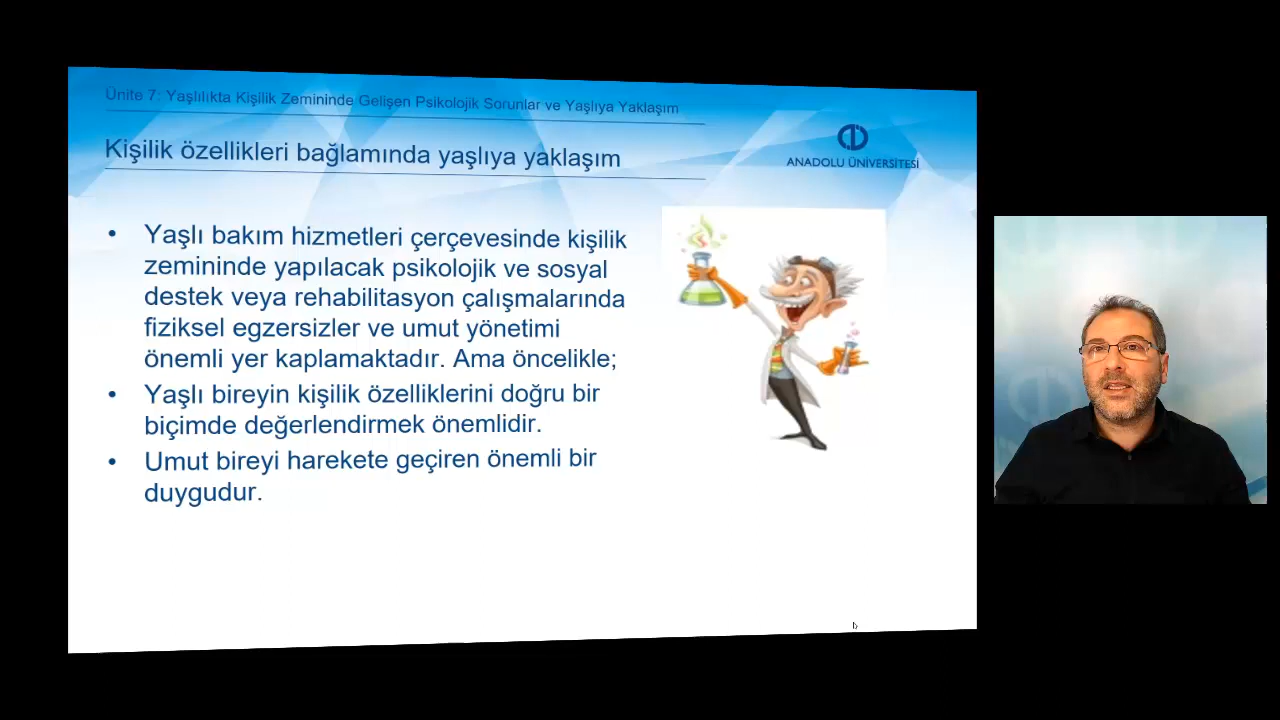 Ünite 7: Yaşlılıkta Kişilik Zemininde Gelişen Psikolojik Sorunlar ve Yaşlıya Yaklaşım
Kişilik özellikleri bağlamında yaşlıya yaklaşım
ANADOLU ÜNİVERSİTESİ
• Yaşlı bakım hizmetleri çerçevesinde kişilik
zemininde yapılacak psikolojik ve sosyal
destek veya rehabilitasyon çalışmalarında
fiziksel egzersizler ve umut yönetimi
önemli yer kaplamaktadır. Ama öncelikle;
• Yaşlı bireyin kişilik özelliklerini doğru bir
biçimde değerlendirmek önemlidir.
• Umut bireyi harekete geçiren önemli bir
duygudur.